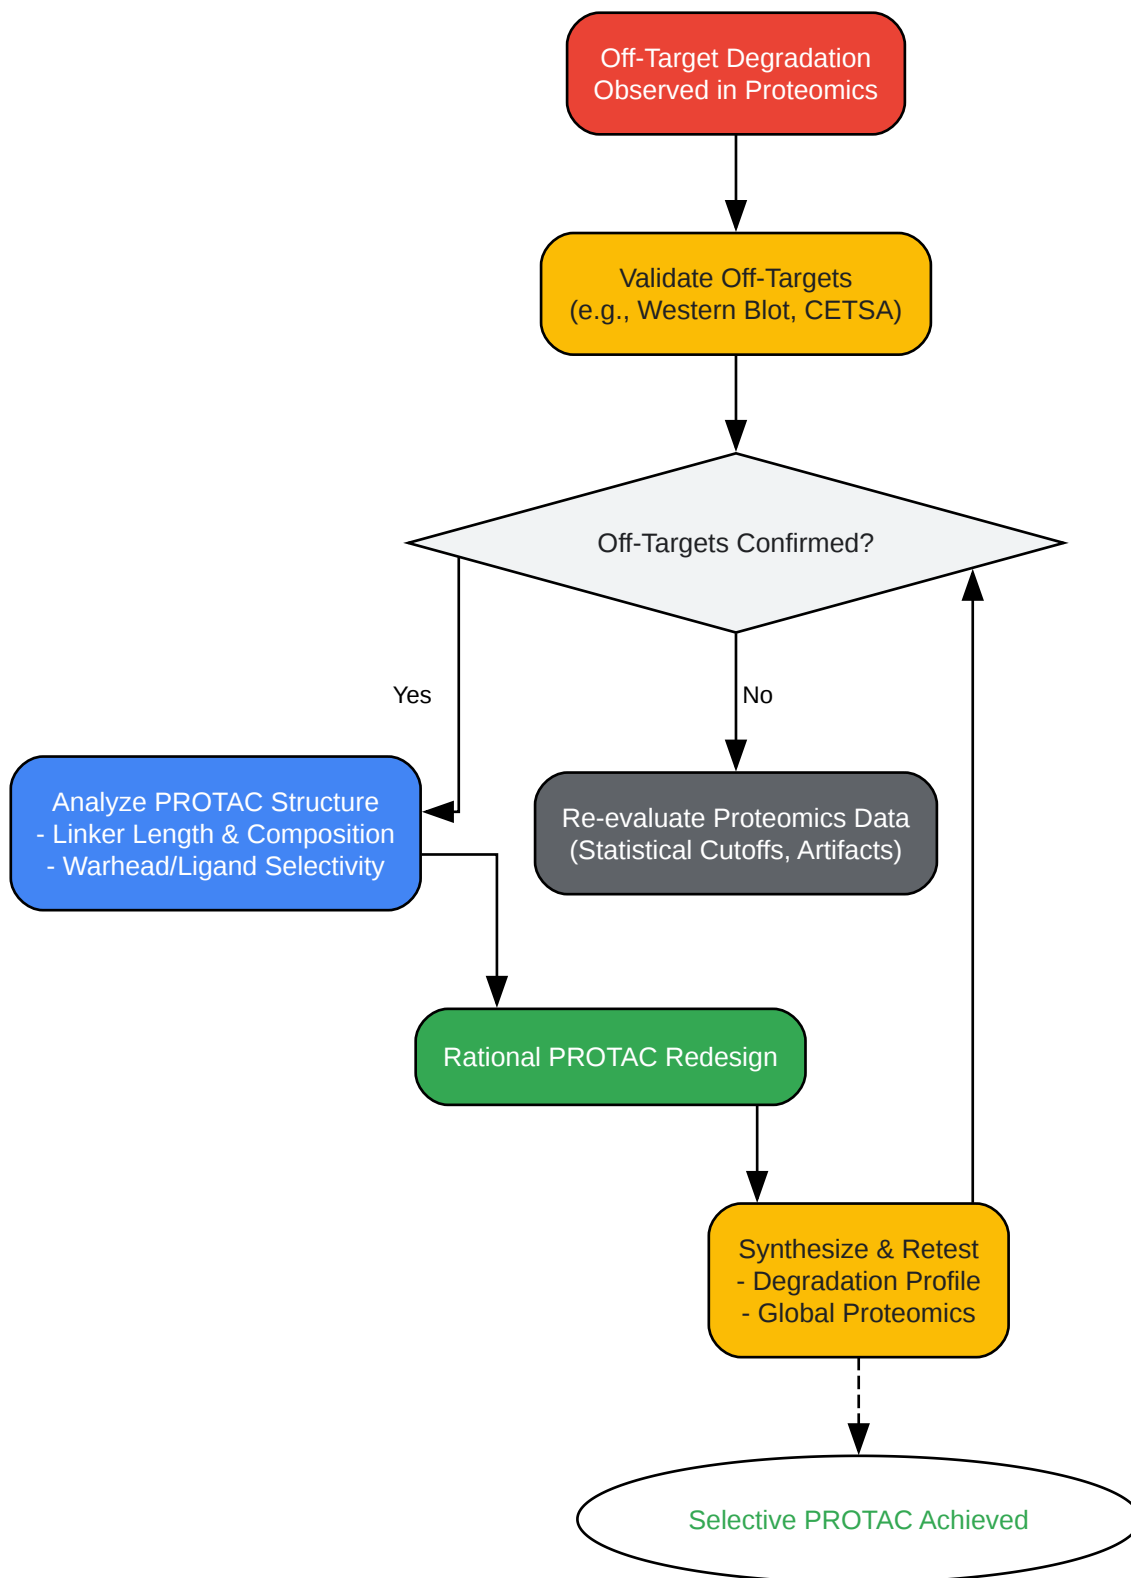 Off-Target Degradation
Observed in Proteomics
Validate Off-Targets
(e.g., Western Blot, CETSA)
Off-Targets Confirmed?
Yes
No
Analyze PROTAC Structure
- Linker Length & Composition
- Warhead/Ligand Selectivity
Re-evaluate Proteomics Data
(Statistical Cutoffs, Artifacts)
Rational PROTAC Redesign
Synthesize & Retest
- Degradation Profile
- Global Proteomics
Selective PROTAC Achieved